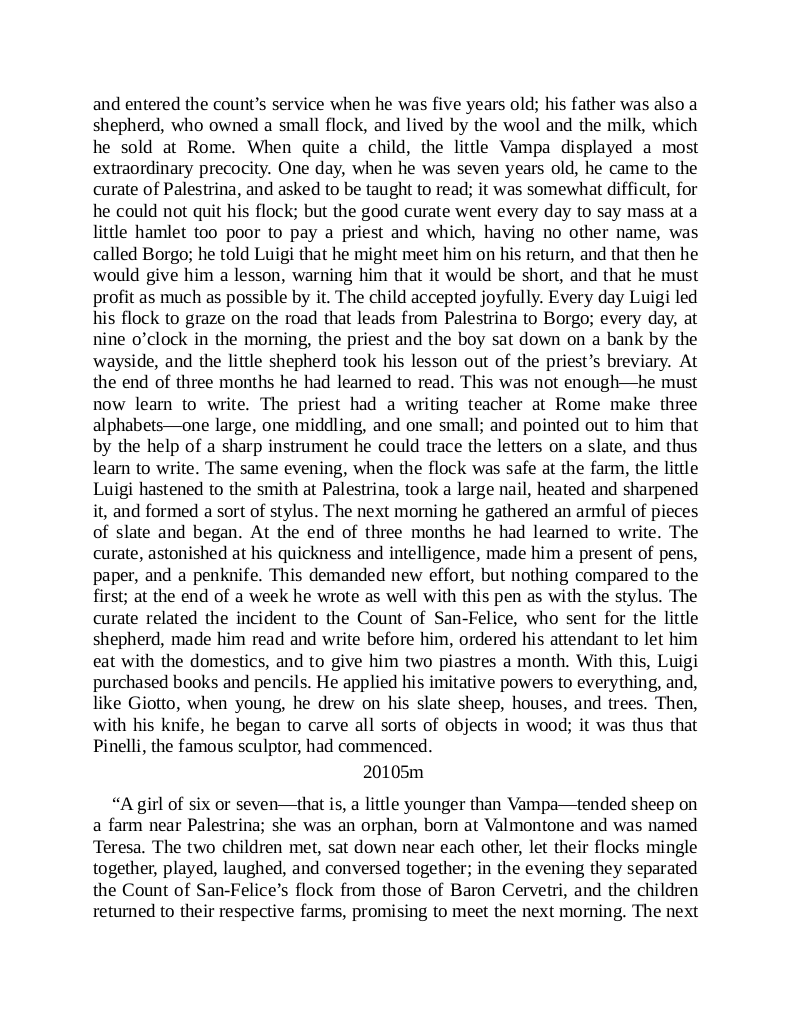 and entered the count’s service when he was five years old; his father was also a
shepherd, who owned a small flock, and lived by the wool and the milk, which
he sold at Rome. When quite a child, the little Vampa displayed a most
extraordinary precocity. One day, when he was seven years old, he came to the
curate of Palestrina, and asked to be taught to read; it was somewhat difficult, for
he could not quit his flock; but the good curate went every day to say mass at a
little hamlet too poor to pay a priest and which, having no other name, was
called Borgo; he told Luigi that he might meet him on his return, and that then he
would give him a lesson, warning him that it would be short, and that he must
profit as much as possible by it. The child accepted joyfully. Every day Luigi led
his flock to graze on the road that leads from Palestrina to Borgo; every day, at
nine o’clock in the morning, the priest and the boy sat down on a bank by the
wayside, and the little shepherd took his lesson out of the priest’s breviary. At
the end of three months he had learned to read. This was not enough—he must
now learn to write. The priest had a writing teacher at Rome make three
alphabets—one large, one middling, and one small; and pointed out to him that
by the help of a sharp instrument he could trace the letters on a slate, and thus
learn to write. The same evening, when the flock was safe at the farm, the little
Luigi hastened to the smith at Palestrina, took a large nail, heated and sharpened
it, and formed a sort of stylus. The next morning he gathered an armful of pieces
of slate and began. At the end of three months he had learned to write. The
curate, astonished at his quickness and intelligence, made him a present of pens,
paper, and a penknife. This demanded new effort, but nothing compared to the
first; at the end of a week he wrote as well with this pen as with the stylus. The
curate related the incident to the Count of San-Felice, who sent for the little
shepherd, made him read and write before him, ordered his attendant to let him
eat with the domestics, and to give him two piastres a month. With this, Luigi
purchased books and pencils. He applied his imitative powers to everything, and,
like Giotto, when young, he drew on his slate sheep, houses, and trees. Then,
with his knife, he began to carve all sorts of objects in wood; it was thus that
Pinelli, the famous sculptor, had commenced.
20105m
“A girl of six or seven—that is, a little younger than Vampa—tended sheep on
a farm near Palestrina; she was an orphan, born at Valmontone and was named
Teresa. The two children met, sat down near each other, let their flocks mingle
together, played, laughed, and conversed together; in the evening they separated
the Count of San-Felice’s flock from those of Baron Cervetri, and the children
returned to their respective farms, promising to meet the next morning. The next